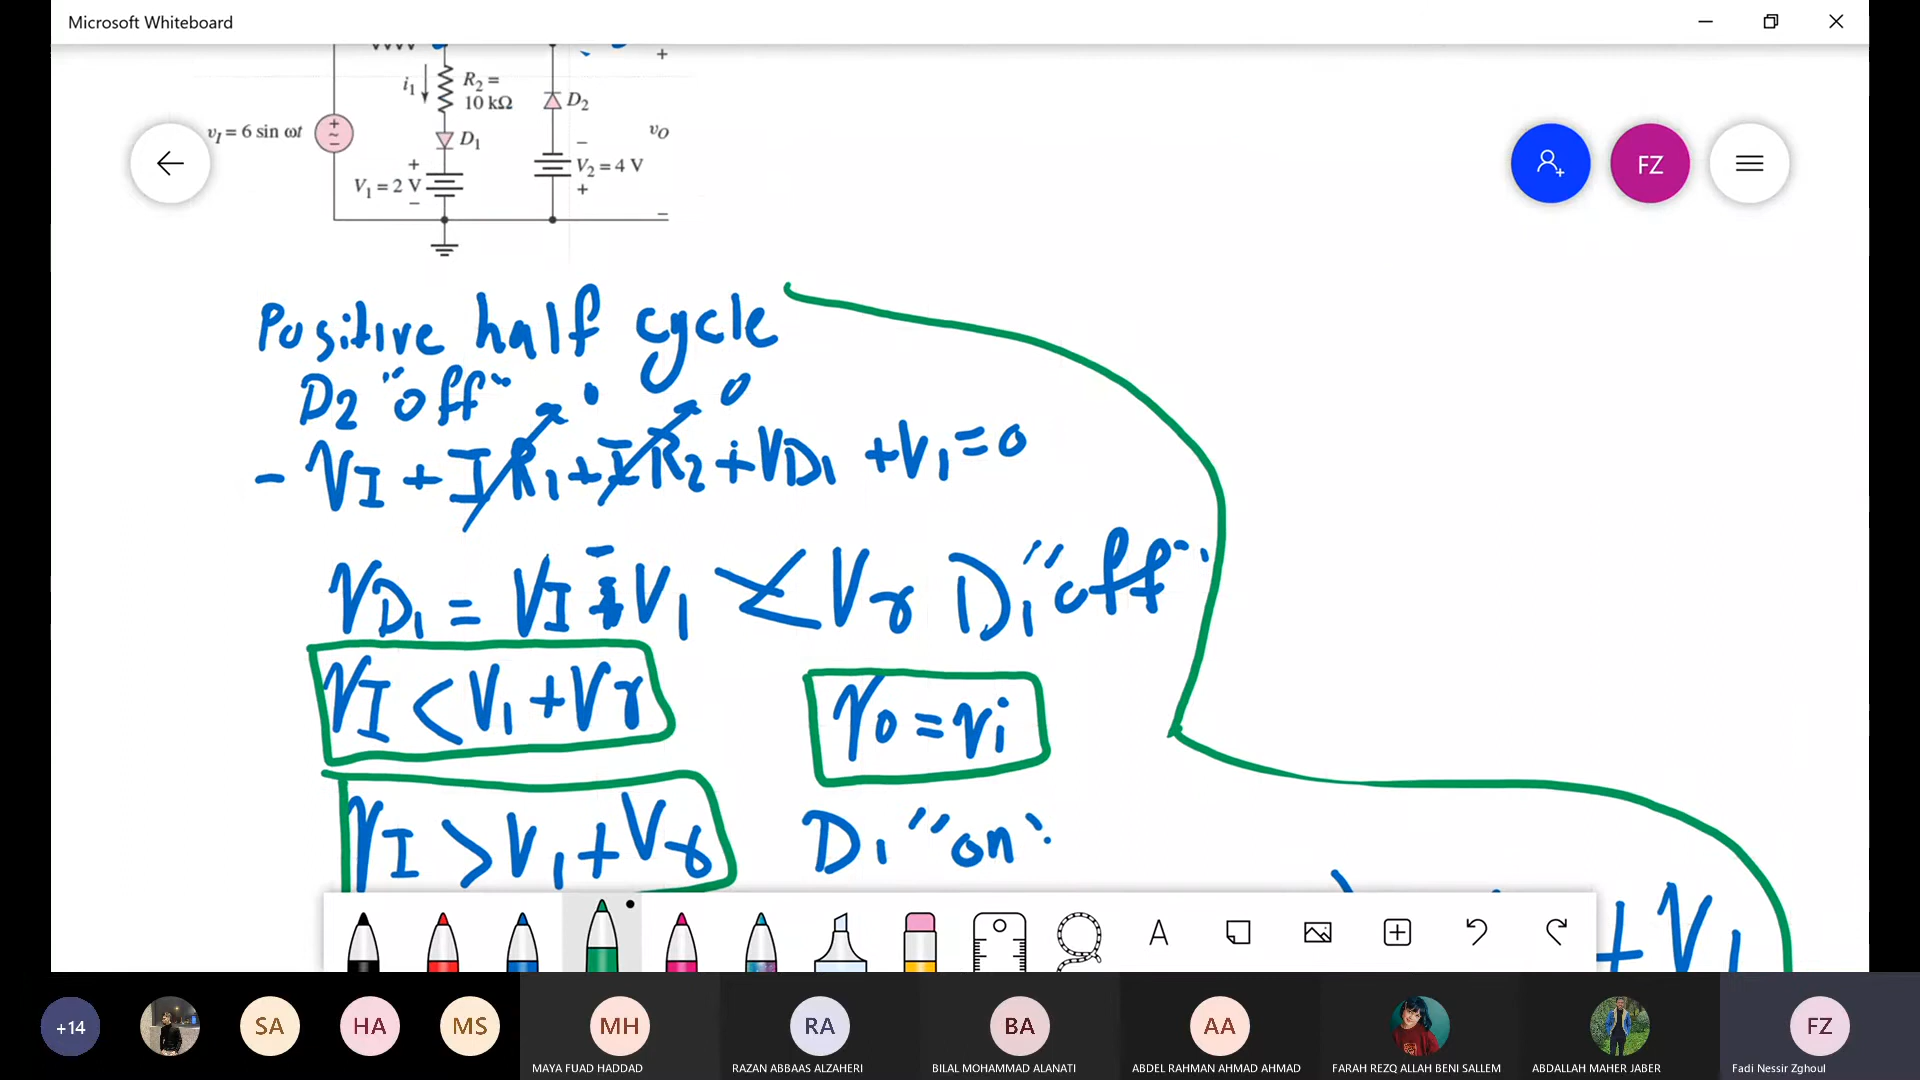 Microsoft Whiteboard
+
i₁ R₂ =
10 kΩ
D₂
v_I = 6 sin ωt
+
~
−
D₁
v_O
−
+
V₂ = 4 V
V₁ = 2 V
+
−
−
FZ
Positive half cycle
D2 "off" 0 0
- VI + IR1 + IR2 + VD1 + V1 = 0
VD1 = VI - V1 < Vγ D1 "off"
VI < V1 + Vγ
Vo = vi
VI > V1 + Vγ
D1 "on"
+ V1
A
+14
SA
HA
MS
MH
RA
BA
AA
FZ
MAYA FUAD HADDAD
RAZAN ABBAAS ALZAHERI
BILAL MOHAMMAD ALANATI
ABDEL RAHMAN AHMAD AHMAD
FARAH REZQ ALLAH BENI SALLEM
ABDALLAH MAHER JABER
Fadi Nessir Zghoul